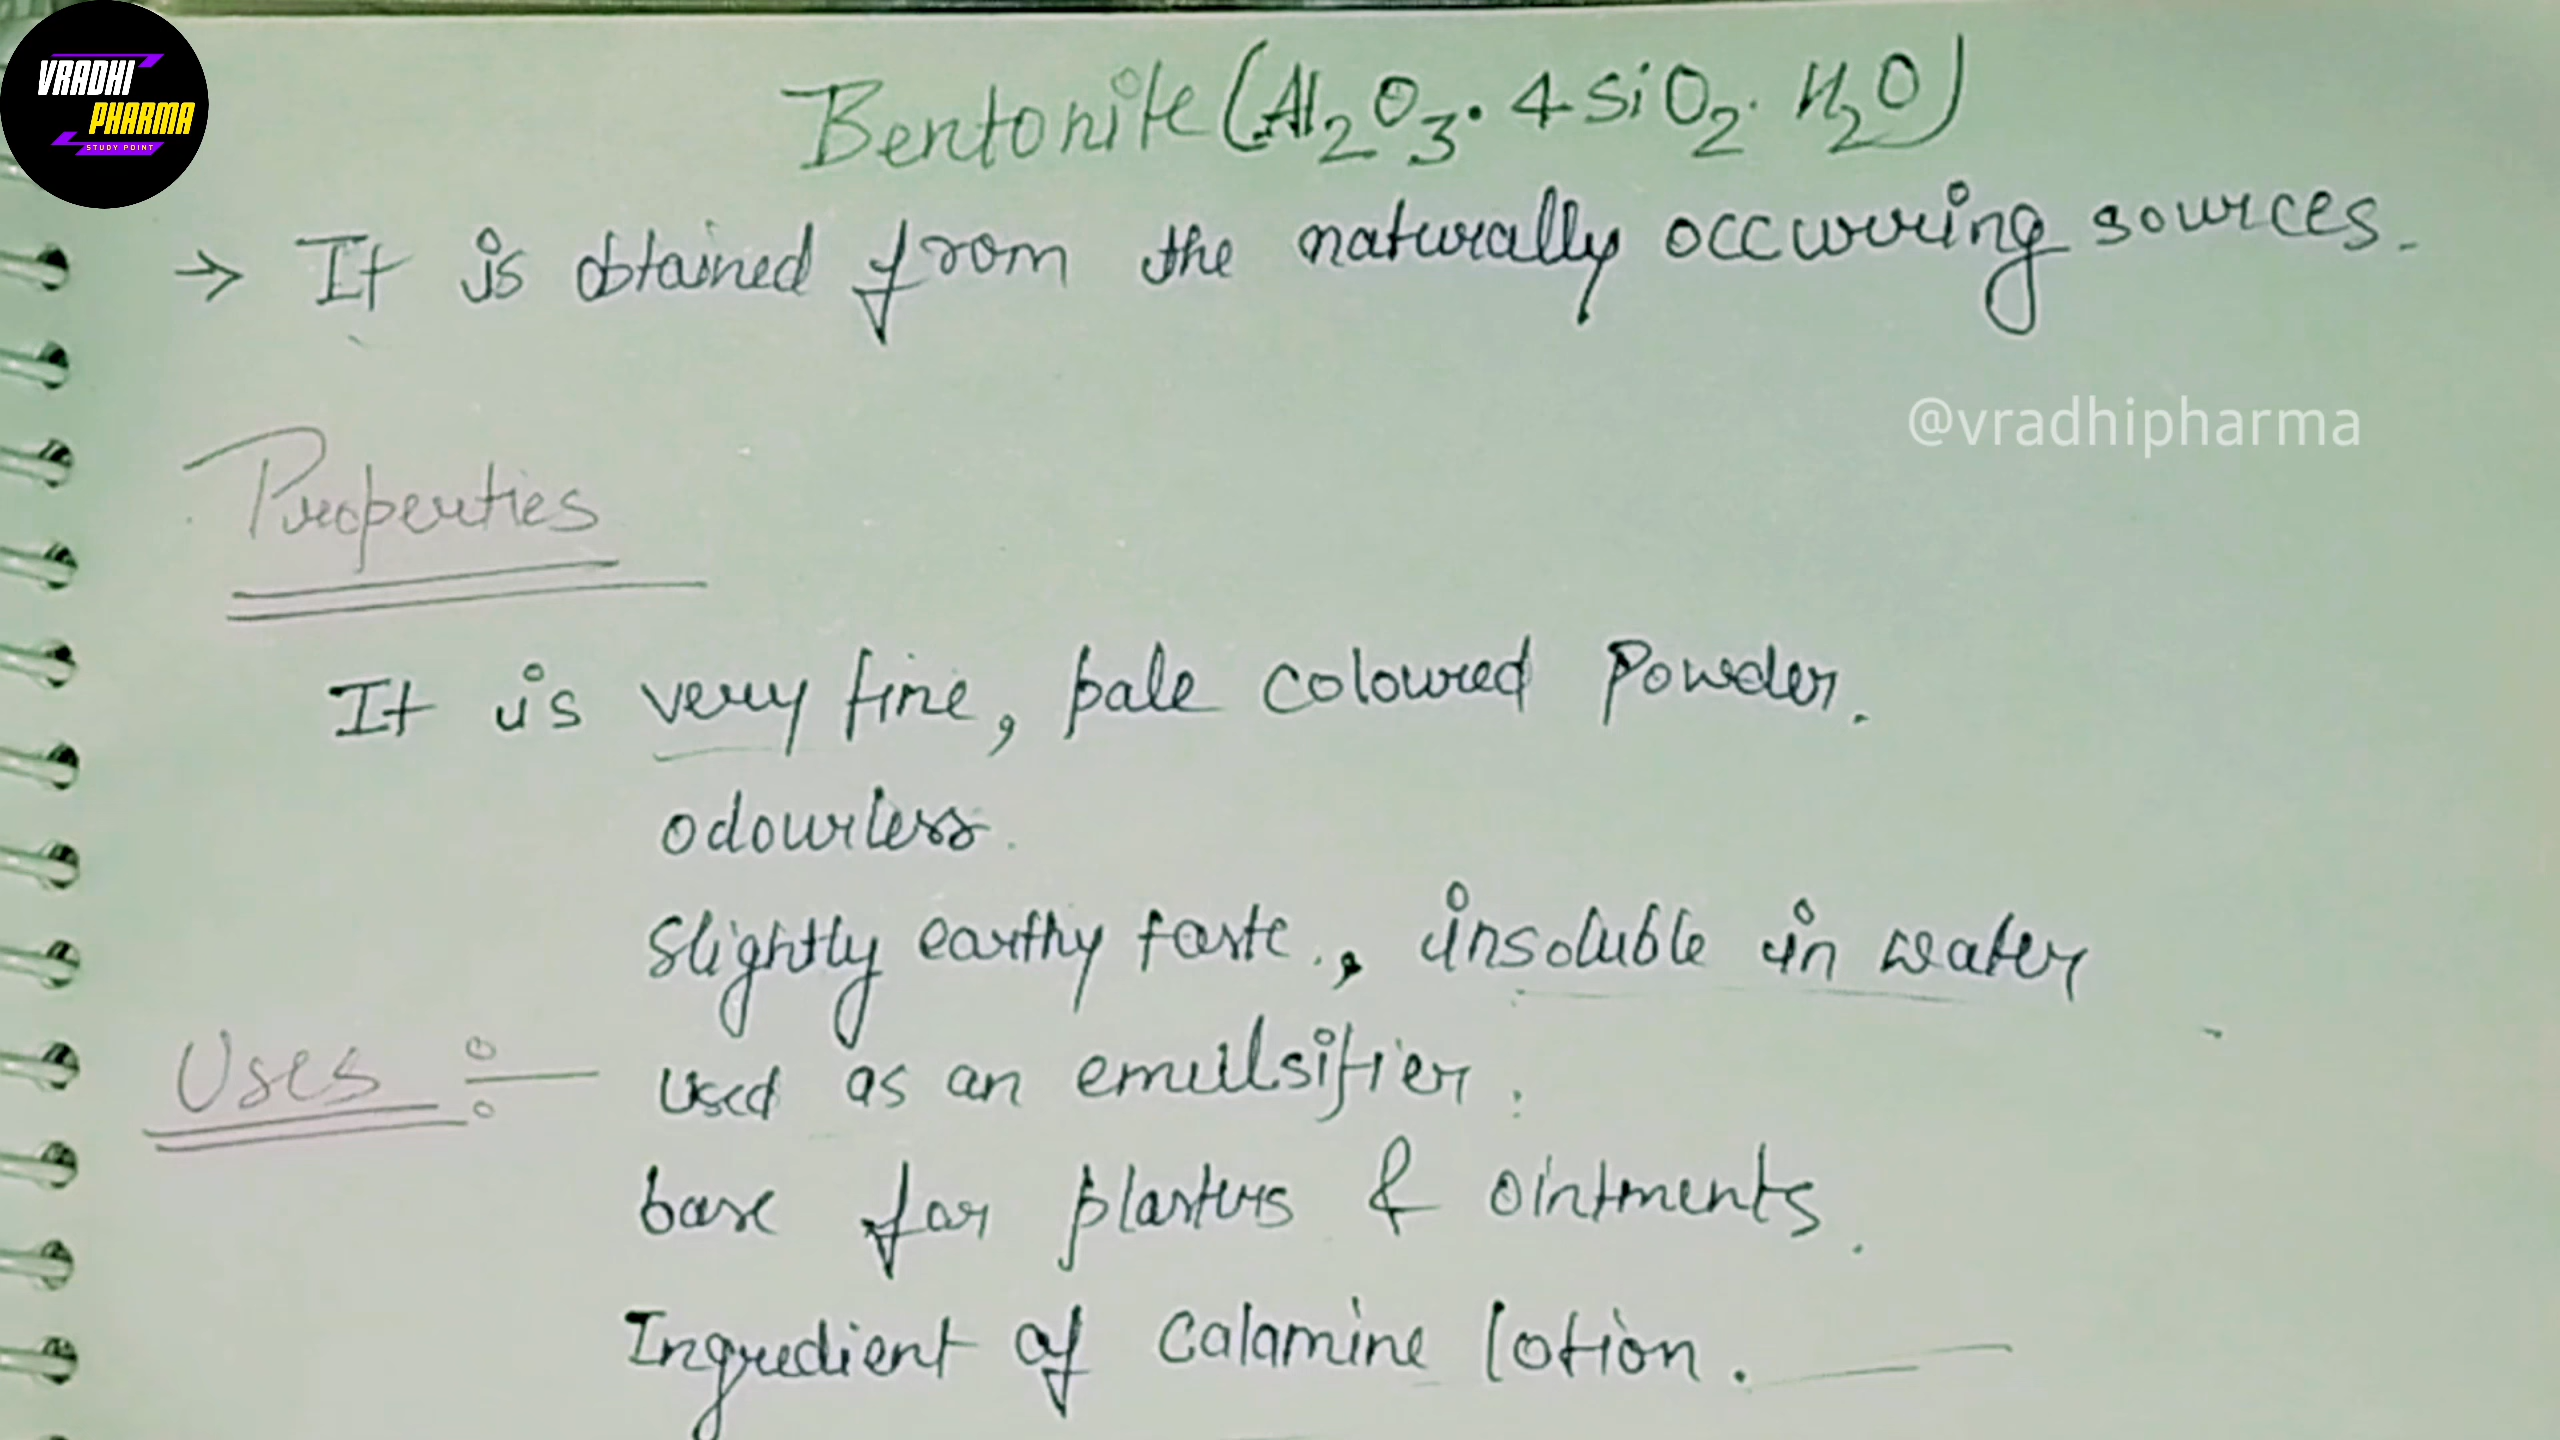 VRADHI
PHARMA
STUDY POINT
Bentonite (Al2O3. 4SiO2. H2O)
→ It is obtained from the naturally occurring sources.
@vradhipharma
Properties
It is very fine, pale coloured Powder.
odourless.
Slightly earthy taste., insoluble in water
Uses ÷ used as an emulsifier.
base for plasters & ointments.
Ingredient of calamine lotion.